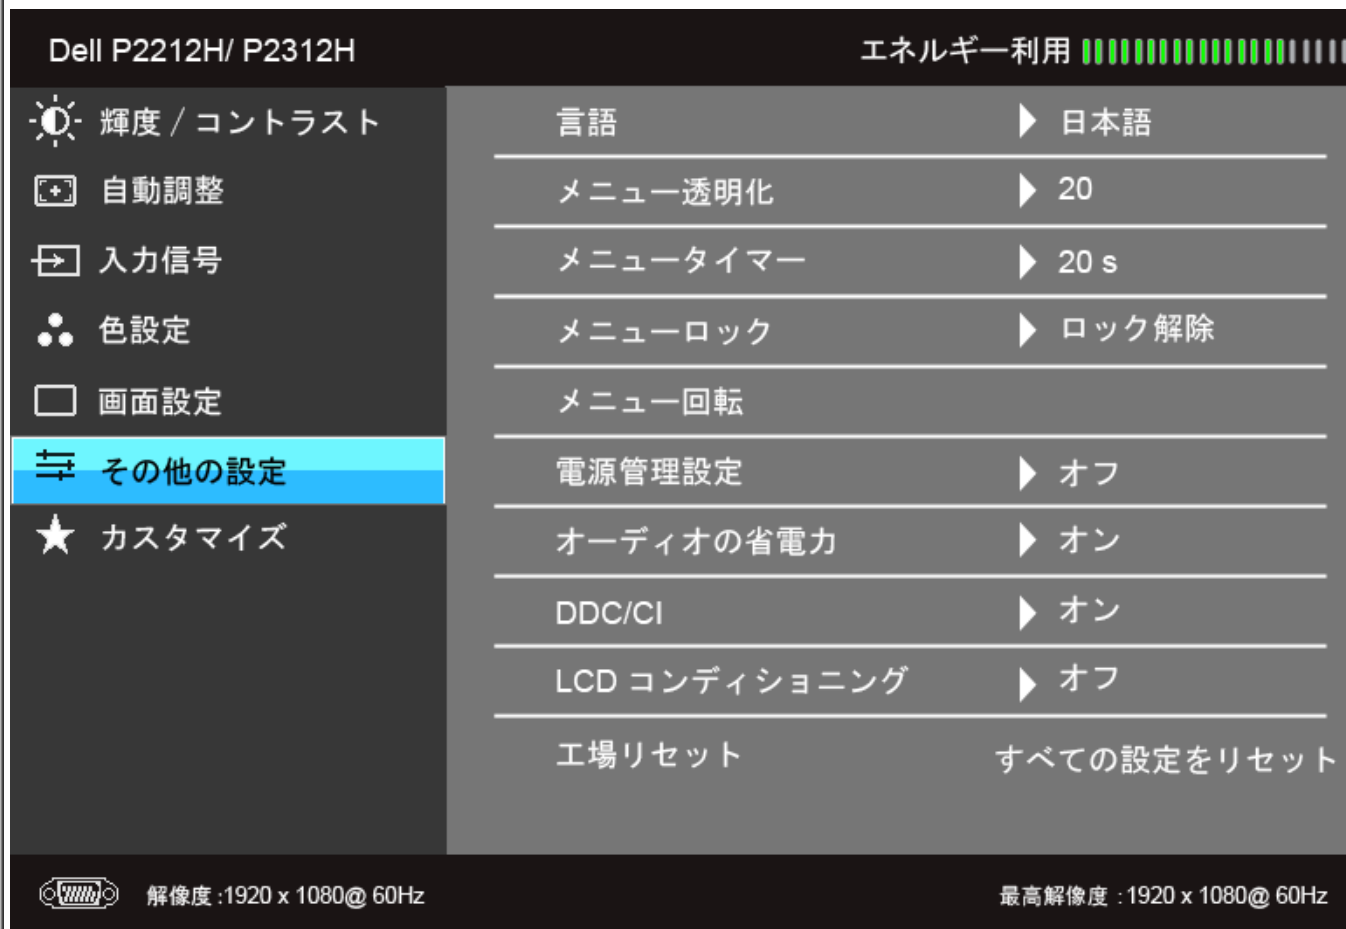 Dell P2212H/ P2312H
エネルギー利用
輝度 / コントラスト
自動調整
入力信号
色設定
画面設定
その他の設定
カスタマイズ
言語 日本語
メニュー透明化 20
メニュータイマー 20 s
メニューロック ロック解除
メニュー回転
電源管理設定 オフ
オーディオの省電力 オン
DDC/CI オン
LCD コンディショニング オフ
工場リセット すべての設定をリセット
解像度 :1920 x 1080@ 60Hz
最高解像度 : 1920 x 1080@ 60Hz